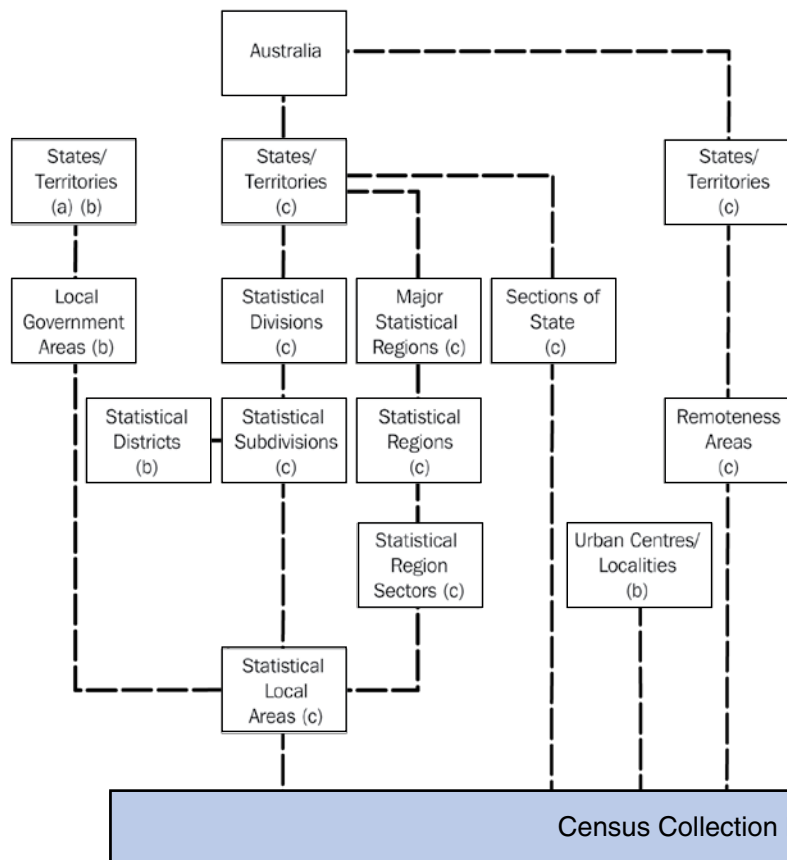 Australia
States/
Territories
(a) (b)
States/
Territories
(c)
States/
Territories
(c)
Local
Government
Areas (b)
Statistical
Divisions
(c)
Major
Statistical
Regions (c)
Sections of
State
(c)
Statistical
Districts
(b)
Statistical
Subdivisions
(c)
Statistical
Regions
(c)
Remoteness
Areas
(c)
Statistical
Region
Sectors (c)
Urban Centres/
Localities
(b)
Statistical
Local
Areas (c)
Census Collection